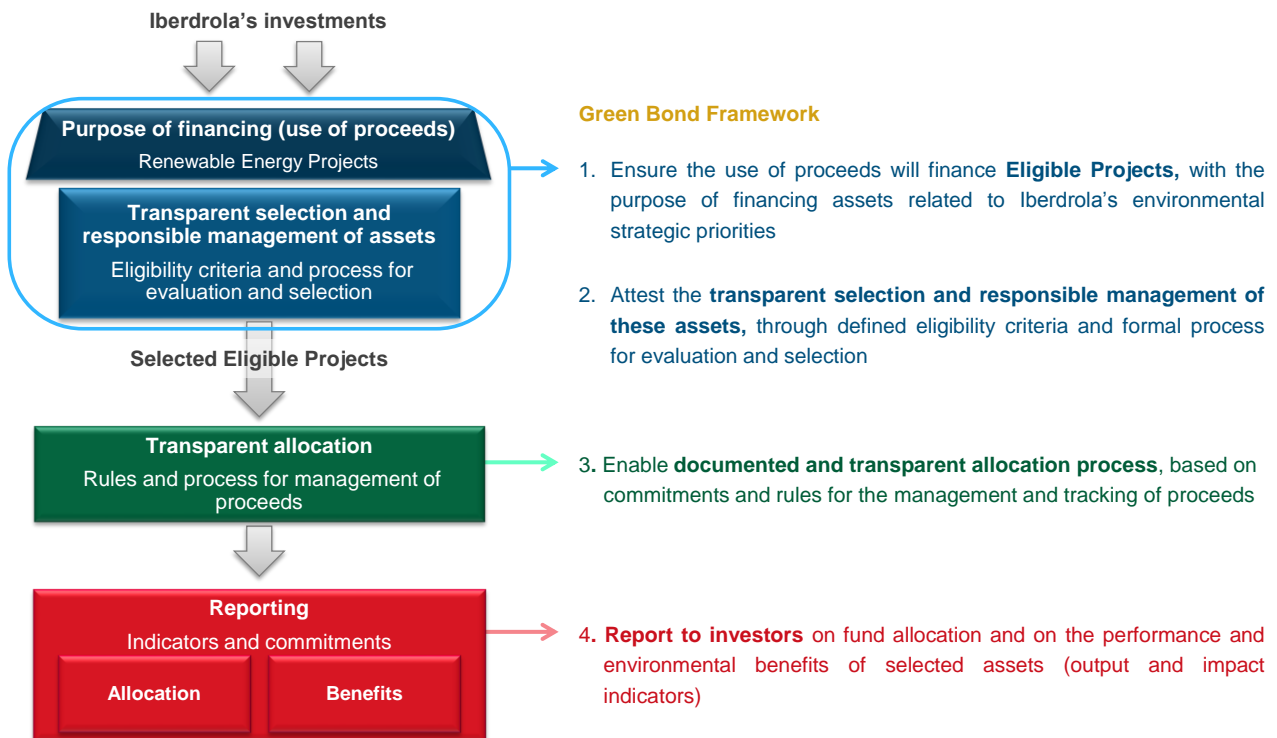 Iberdrola's investments
Purpose of financing (use of proceeds)
Renewable Energy Projects
Transparent selection and
responsible management of assets
Eligibility criteria and process for
evaluation and selection
Selected Eligible Projects
Transparent allocation
Rules and process for management of
proceeds
Reporting
Indicators and commitments
Allocation
Benefits
Green Bond Framework
1. Ensure the use of proceeds will finance Eligible Projects, with the
purpose of financing assets related to Iberdrola's environmental
strategic priorities
2. Attest the transparent selection and responsible management of
these assets, through defined eligibility criteria and formal process
for evaluation and selection
3. Enable documented and transparent allocation process, based on
commitments and rules for the management and tracking of proceeds
4. Report to investors on fund allocation and on the performance and
environmental benefits of selected assets (output and impact
indicators)